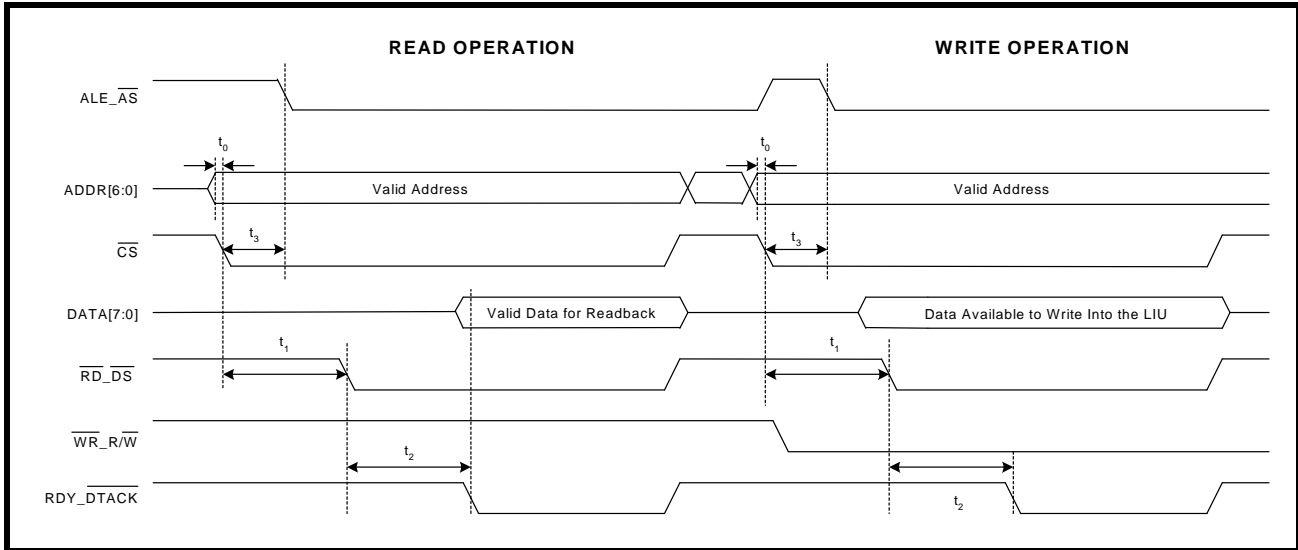 READ OPERATION WRITE OPERATION
ALE_AS
t0 t0
ADDR[6:0] Valid Address Valid Address
t3 t3
CS
DATA[7:0] Valid Data for Readback Data Available to Write Into the LIU
t1 t1
RD_DS
WR_R/W
t2
RDY_DTACK t2